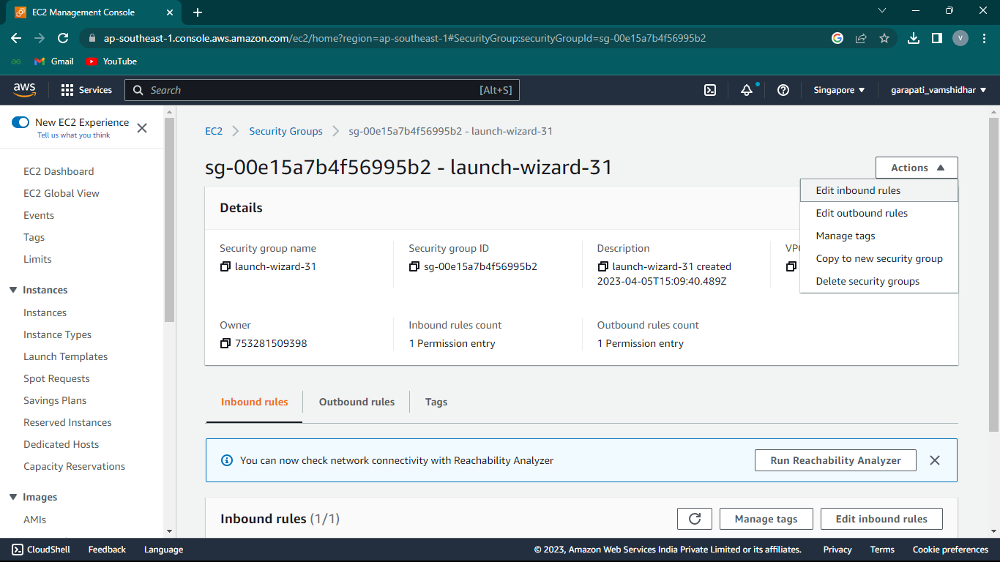 EC2 Management Console
ap-southeast-1.console.aws.amazon.com/ec2/home?region=ap-southeast-1#SecurityGroup:securityGroupId=sg-00e15a7b4f56995b2
V
Gmail
YouTube
aws
Services
Search
[Alt+S]
Singapore
garapati_vamshidhar
New EC2 Experience
Tell us what you think
EC2 Dashboard
EC2 Global View
Events
Tags
Limits
Instances
Instances
Instance Types
Launch Templates
Spot Requests
Savings Plans
Reserved Instances
Dedicated Hosts
Capacity Reservations
Images
AMIs
EC2 > Security Groups > sg-00e15a7b4f56995b2 - launch-wizard-31
sg-00e15a7b4f56995b2 - launch-wizard-31
Actions
Edit inbound rules
Edit outbound rules
Manage tags
Copy to new security group
Delete security groups
Details
Security group name
launch-wizard-31
Security group ID
sg-00e15a7b4f56995b2
Description
launch-wizard-31 created
2023-04-05T15:09:40.489Z
Owner
753281509398
Inbound rules count
1 Permission entry
Outbound rules count
1 Permission entry
Inbound rules
Outbound rules
Tags
You can now check network connectivity with Reachability Analyzer
Run Reachability Analyzer
Inbound rules (1/1)
Manage tags
Edit inbound rules
CloudShell
Feedback
Language
© 2023, Amazon Web Services India Private Limited or its affiliates.
Privacy
Terms
Cookie preferences